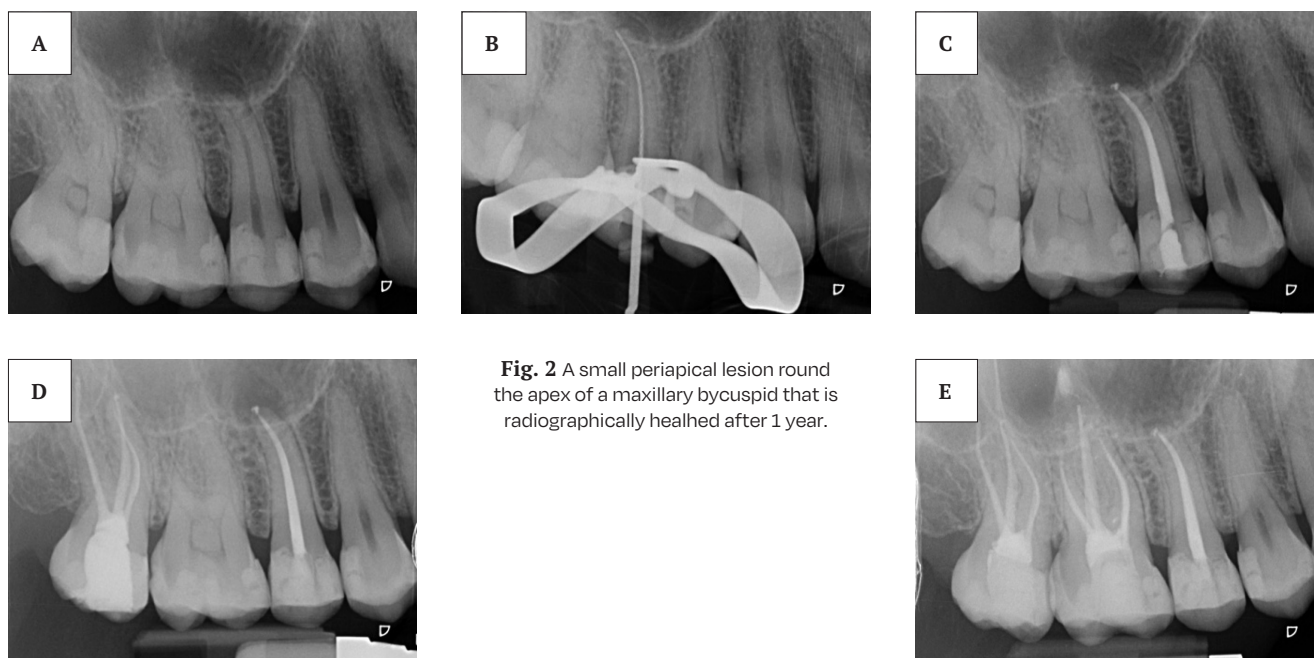 A
B
C
D
Fig. 2 A small periapical lesion round
the apex of a maxillary bycuspid that is
radiographically healhed after 1 year.
E